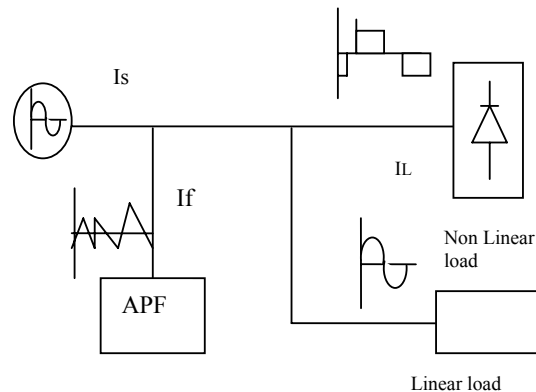 Is
IL
If
Non Linear
load
APF
Linear load